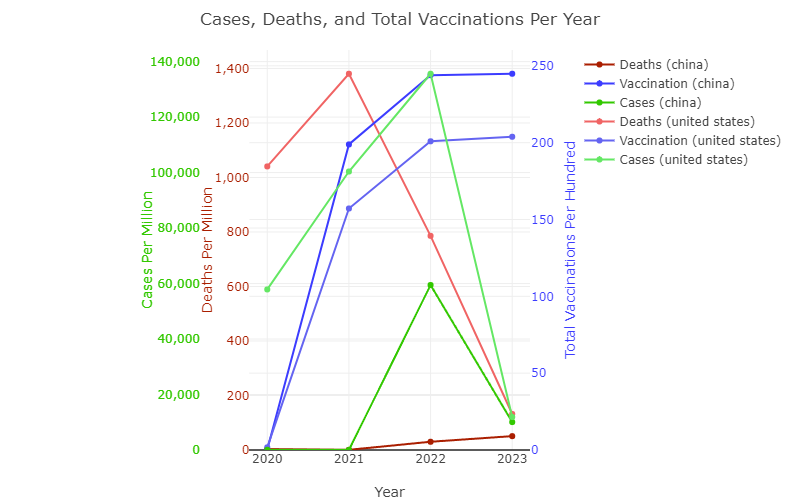 Cases, Deaths, and Total Vaccinations Per Year
140,000
120,000
100,000
80,000
60,000
40,000
20,000
0
Cases Per Million
1,400
1,200
1,000
800
600
400
200
0
Deaths Per Million
250
200
150
100
50
0
Total Vaccinations Per Hundred
2020
2021
2022
2023
Year
Deaths (china)
Vaccination (china)
Cases (china)
Deaths (united states)
Vaccination (united states)
Cases (united states)